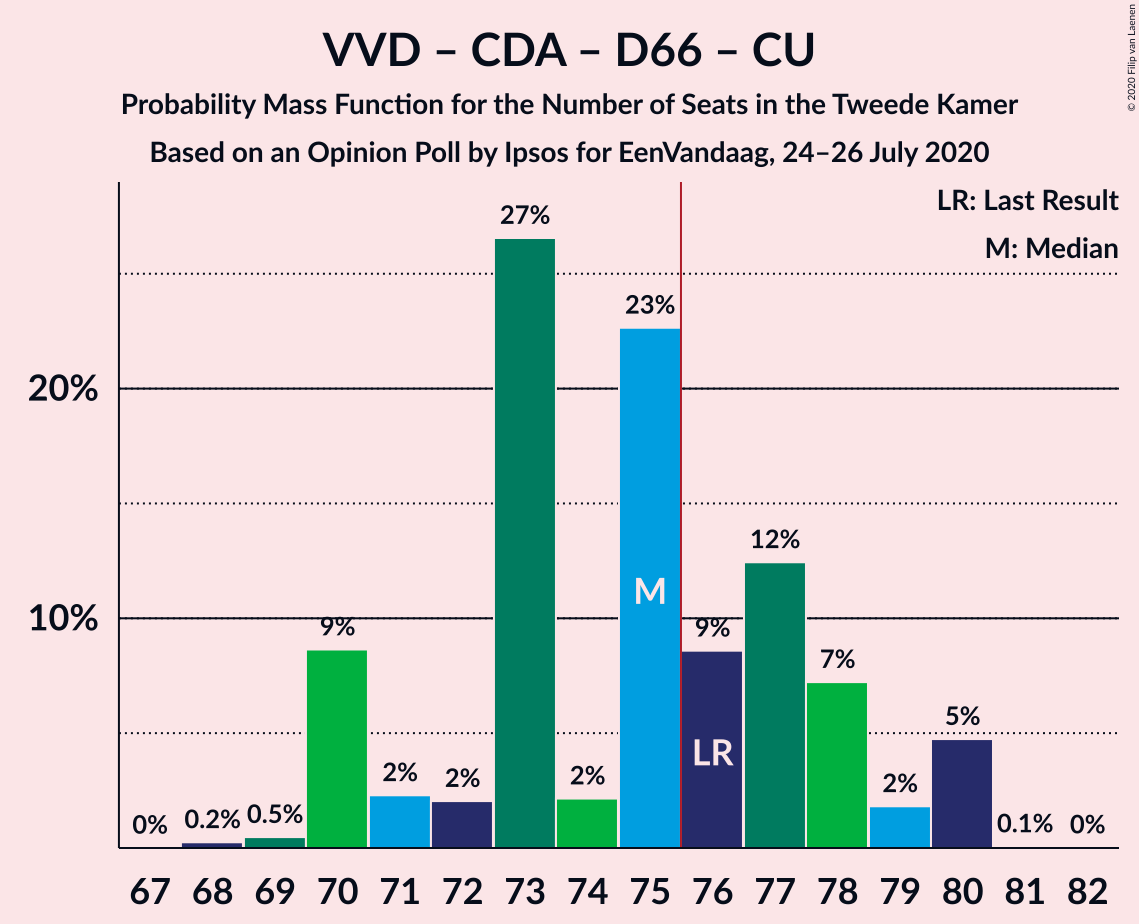 © 2020 Filip van Laenen
VVD – CDA – D66 – CU
Probability Mass Function for the Number of Seats in the Tweede Kamer
Based on an Opinion Poll by Ipsos for EenVandaag, 24–26 July 2020
LR: Last Result
M: Median
27%
23%
20%
12%
M
10%
9%
9%
7%
LR
5%
2%
2%
2%
2%
0%
0.2%
0.5%
0.1%
0%
67 68 69 70 71 72 73 74 75 76 77 78 79 80 81 82